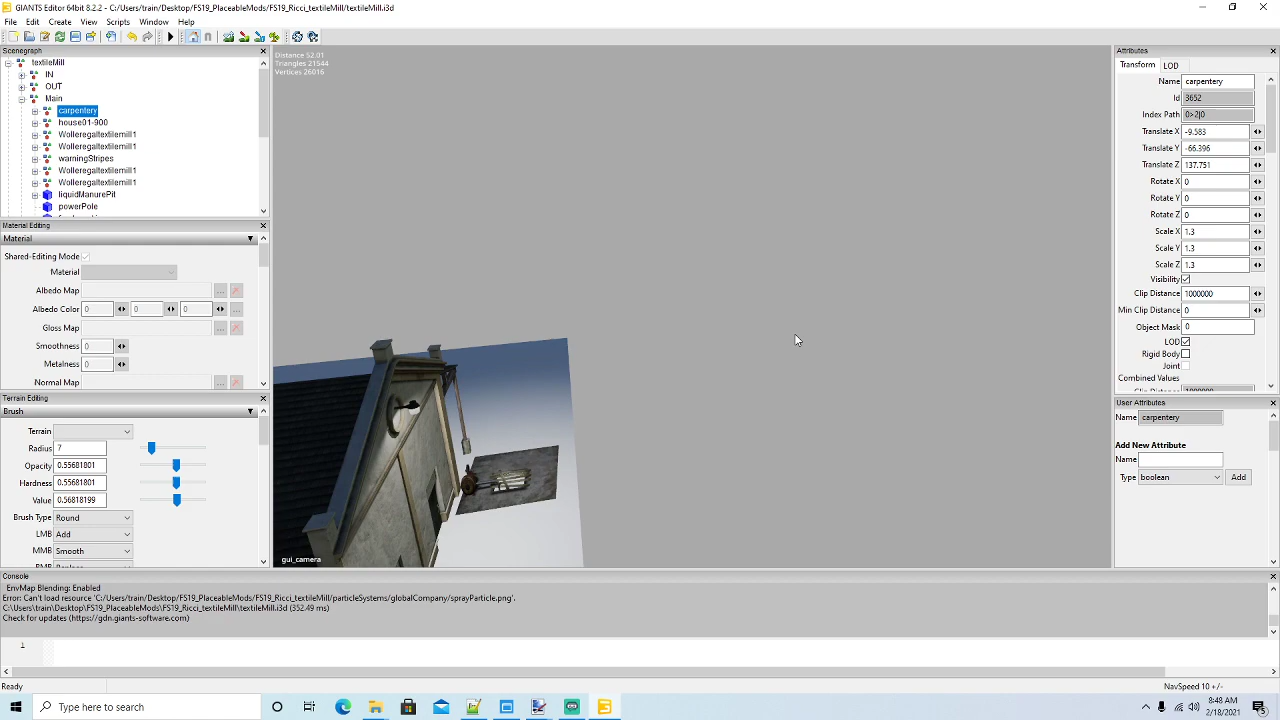 GIANTS Editor 64bit 8.2.2 - C:/Users/train/Desktop/FS19_PlaceableMods/FS19_Ricci_textileMill/textileMill.i3d
File Edit Create View Scripts Window Help
Scenegraph
textileMill
IN
OUT
Main
carpentery
house01-900
Wolleregaltextilemill1
Wolleregaltextilemill1
warningStripes
Wolleregaltextilemill1
Wolleregaltextilemill1
liquidManurePit
powerPole
Material Editing
Material
Shared-Editing Mode
Material
Albedo Map
Albedo Color 0 0 0
Gloss Map
Smoothness 0
Metalness 0
Normal Map
Terrain Editing
Brush
Terrain
Radius 7
Opacity 0.55681801
Hardness 0.55681801
Value 0.56818199
Brush Type Round
LMB Add
MMB Smooth
Distance 52.01
Triangles 21544
Vertices 26016
gui_camera
Attributes
Transform LOD
Name carpentery
Id 3652
Index Path 0>2|0
Translate X -9.583
Translate Y -66.396
Translate Z 137.751
Rotate X 0
Rotate Y 0
Rotate Z 0
Scale X 1.3
Scale Y 1.3
Scale Z 1.3
Visibility
Clip Distance 1000000
Min Clip Distance 0
Object Mask 0
LOD
Rigid Body
Joint
Combined Values
Clip Distance 1000000
User Attributes
Name carpentery
Add New Attribute
Name
Type boolean Add
Console
EnvMap Blending: Enabled
Error: Can't load resource 'C:/Users/train/Desktop/FS19_PlaceableMods/FS19_Ricci_textileMill/particleSystems/globalCompany/sprayParticle.png'.
C:\Users\train\Desktop\FS19_PlaceableMods\FS19_Ricci_textileMill\textileMill.i3d (352.49 ms)
Check for updates (https://gdn.giants-software.com)
1
Ready
NavSpeed 10 +/-
Type here to search
8:48 AM
2/18/2021